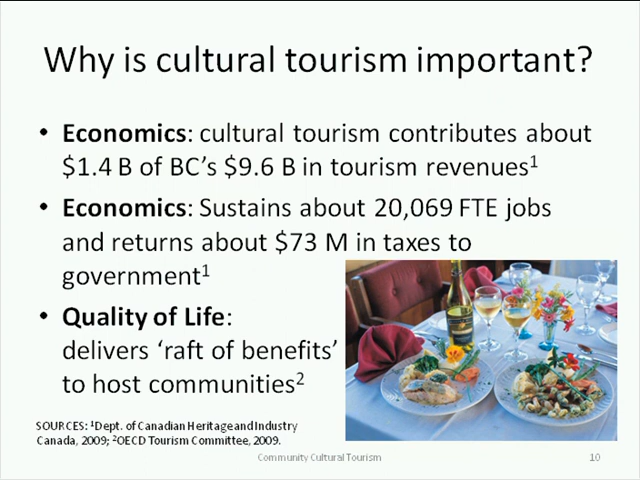 Why is cultural tourism important?
• Economics: cultural tourism contributes about
$1.4 B of BC's $9.6 B in tourism revenues¹
• Economics: Sustains about 20,069 FTE jobs
and returns about $73 M in taxes to
government¹
• Quality of Life:
delivers 'raft of benefits'
to host communities²
SOURCES: ¹Dept. of Canadian Heritage and Industry
Canada, 2009; ²OECD Tourism Committee, 2009.
Community Cultural Tourism
10